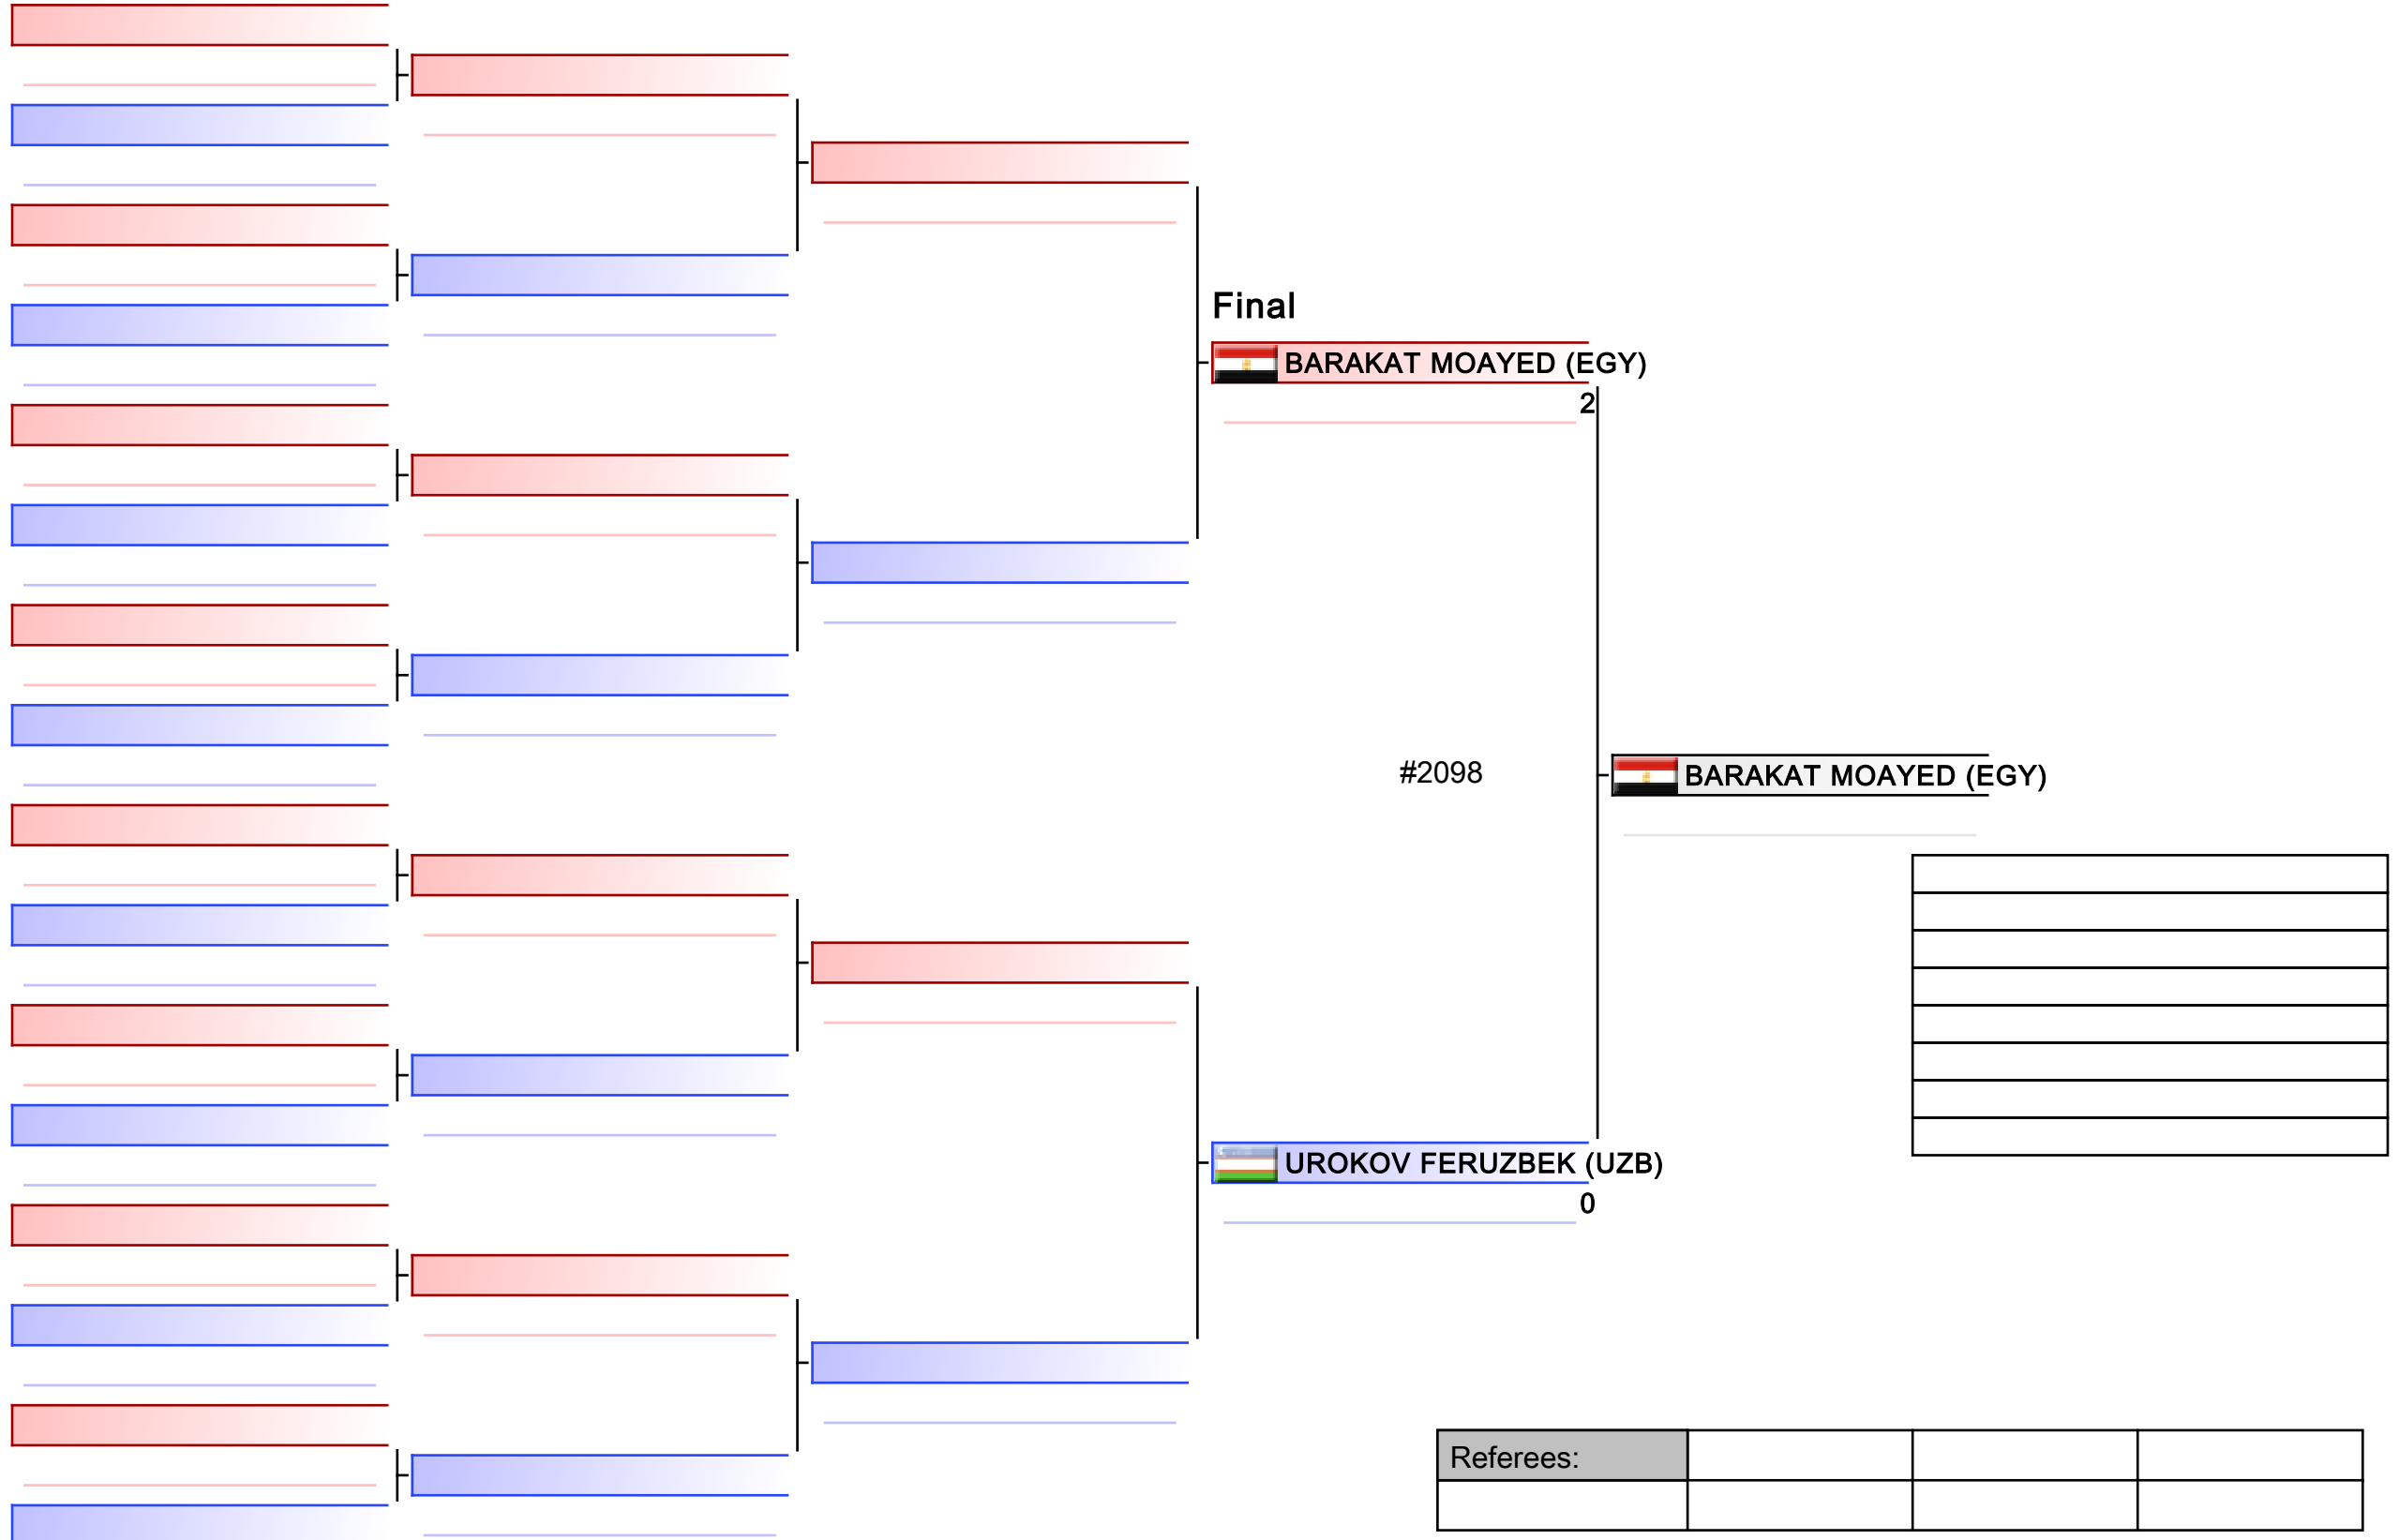 Final
BARAKAT MOAYED (EGY)
2
#2098
BARAKAT MOAYED (EGY)
UROKOV FERUZBEK (UZB)
0
Referees: